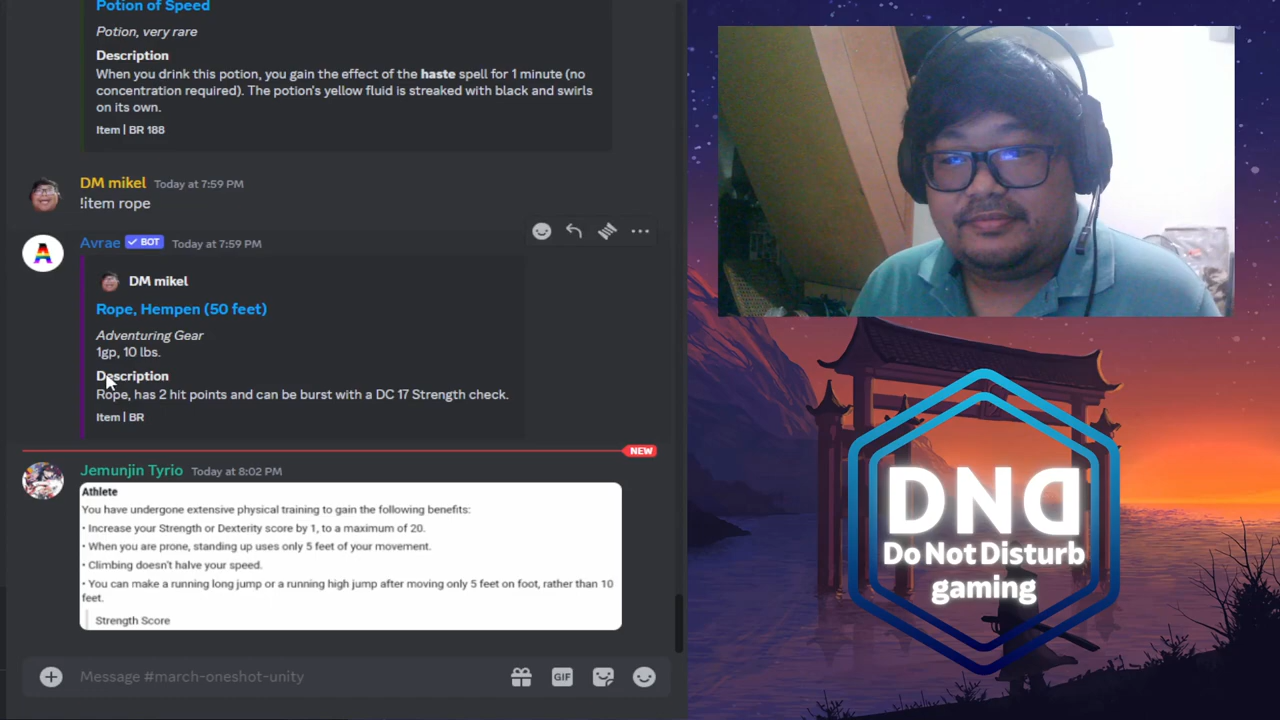 Potion of Speed
Potion, very rare
Description
When you drink this potion, you gain the effect of the haste spell for 1 minute (no
concentration required). The potion's yellow fluid is streaked with black and swirls
on its own.
Item | BR 188
DM mikel Today at 7:59 PM
!item rope
A
Avrae BOT Today at 7:59 PM
DM mikel
Rope, Hempen (50 feet)
Adventuring Gear
1gp, 10 lbs.
Description
Rope, has 2 hit points and can be burst with a DC 17 Strength check.
Item | BR
NEW
Jemunjin Tyrio Today at 8:02 PM
Athlete
You have undergone extensive physical training to gain the following benefits:
• Increase your Strength or Dexterity score by 1, to a maximum of 20.
• When you are prone, standing up uses only 5 feet of your movement.
• Climbing doesn't halve your speed.
• You can make a running long jump or a running high jump after moving only 5 feet on foot, rather than 10
feet.
Strength Score
Message #march-oneshot-unity
GIF
DND
Do Not Disturb
gaming